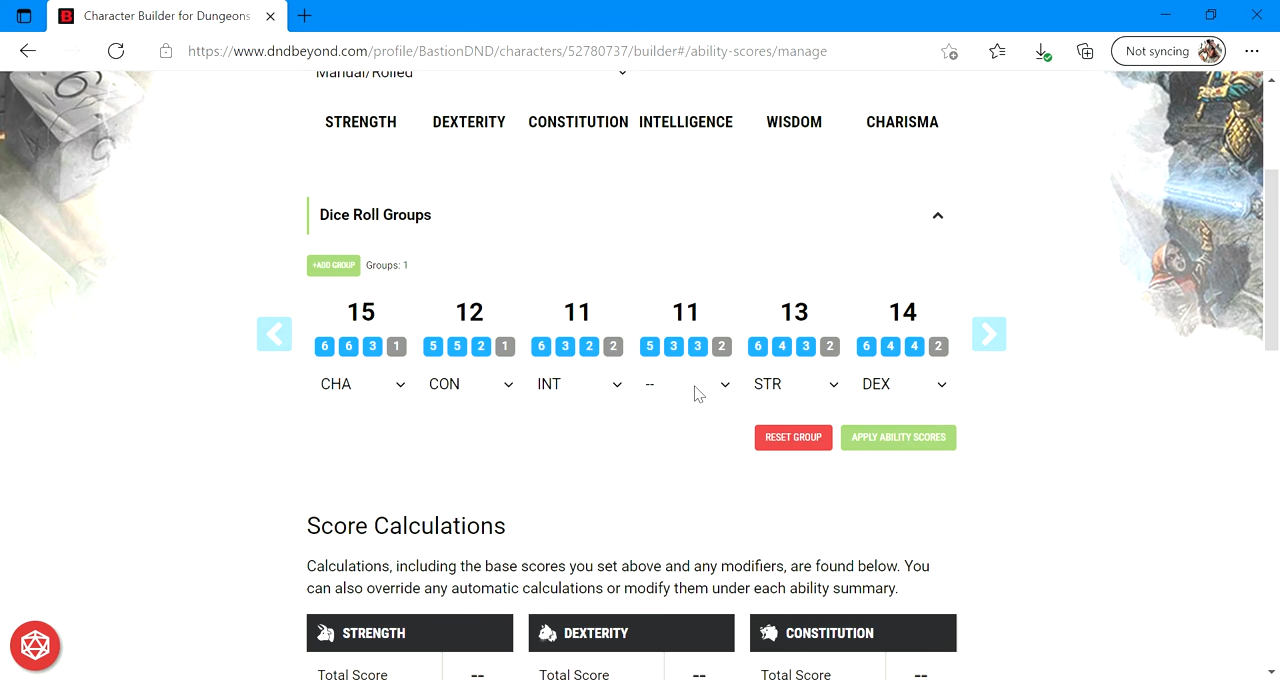 Character Builder for Dungeons
https://www.dndbeyond.com/profile/BastionDND/characters/52780737/builder#/ability-scores/manage
Not syncing
Manual/Rolled
STRENGTH DEXTERITY CONSTITUTION INTELLIGENCE WISDOM CHARISMA
Dice Roll Groups
+ADD GROUP Groups: 1
15 12 11 11 13 14
6 6 3 1 5 5 2 1 6 3 2 2 5 3 3 2 6 4 3 2 6 4 4 2
CHA CON INT -- STR DEX
RESET GROUP APPLY ABILITY SCORES
Score Calculations
Calculations, including the base scores you set above and any modifiers, are found below. You
can also override any automatic calculations or modify them under each ability summary.
STRENGTH DEXTERITY CONSTITUTION
Total Score -- Total Score -- Total Score --